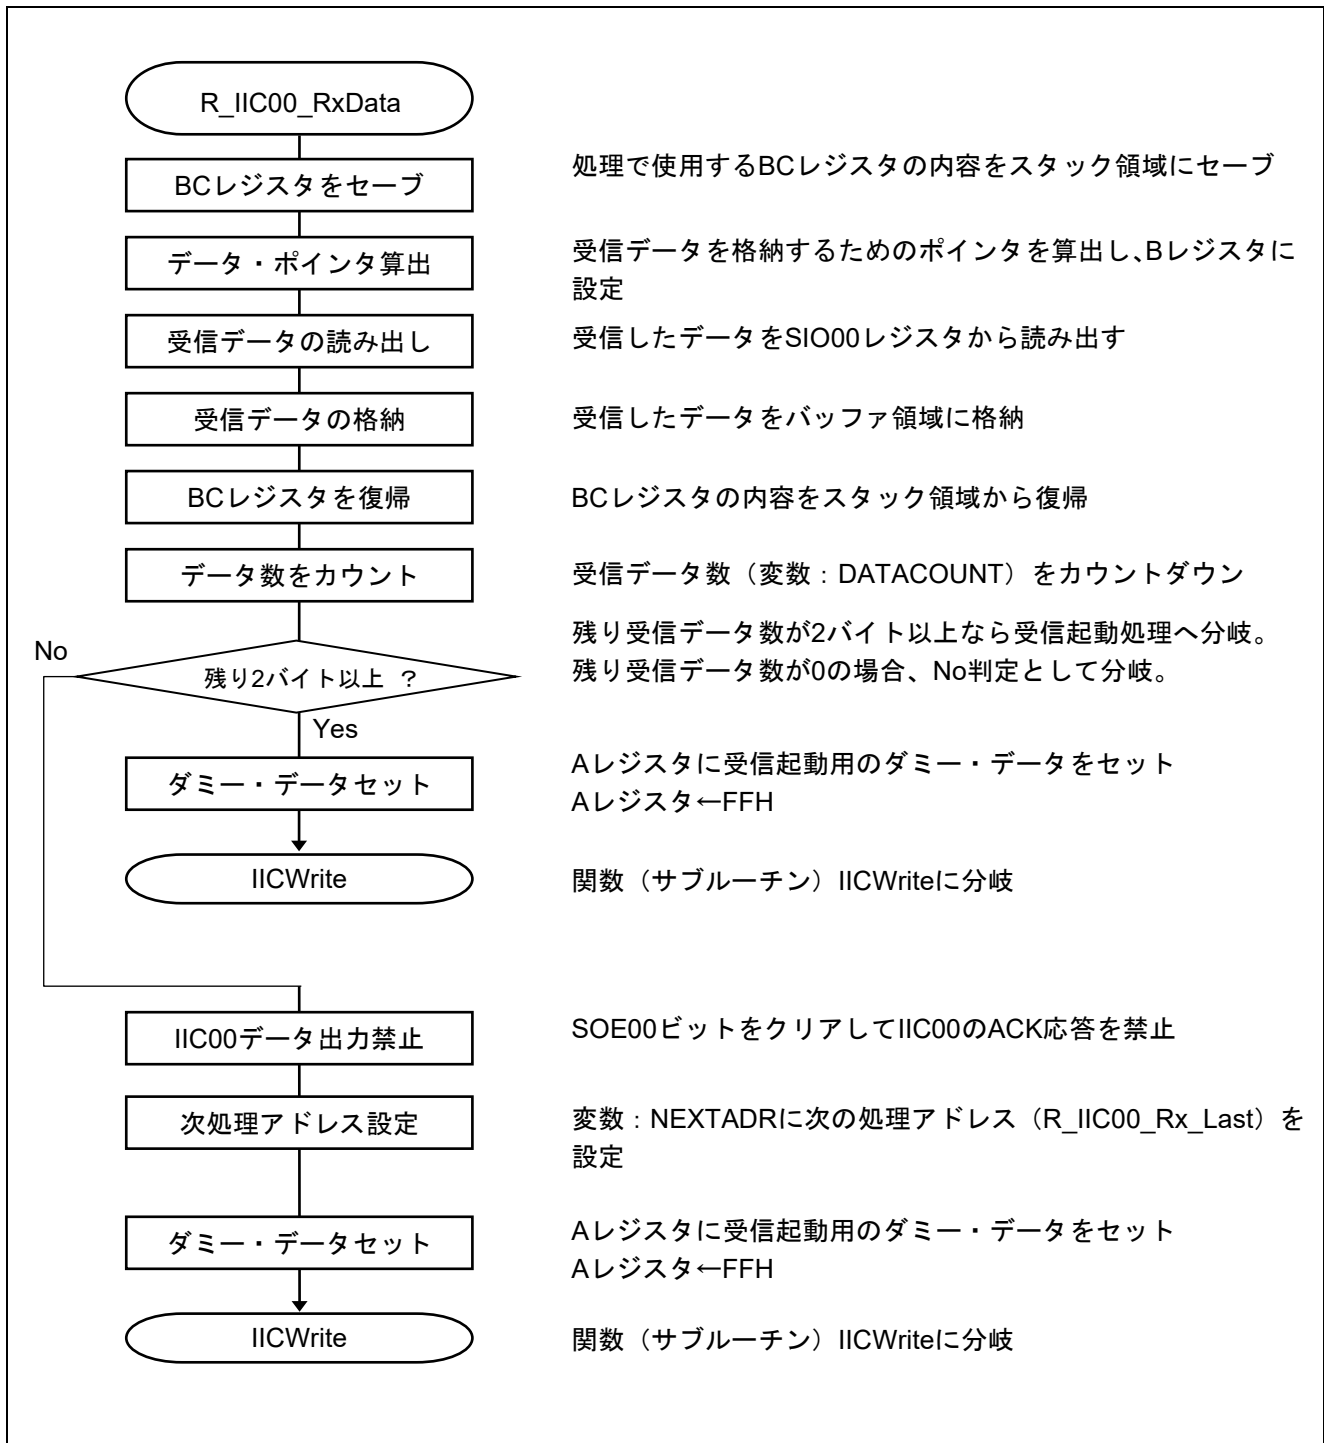 R_IIC00_RxData
BCレジスタをセーブ
処理で使用するBCレジスタの内容をスタック領域にセーブ
データ・ポインタ算出
受信データを格納するためのポインタを算出し、Bレジスタに
設定
受信データの読み出し
受信したデータをSIO00レジスタから読み出す
受信データの格納
受信したデータをバッファ領域に格納
BCレジスタを復帰
BCレジスタの内容をスタック領域から復帰
データ数をカウント
受信データ数（変数：DATACOUNT）をカウントダウン
残り2バイト以上 ？
残り受信データ数が2バイト以上なら受信起動処理へ分岐。
残り受信データ数が0の場合、No判定として分岐。
No
Yes
ダミー・データセット
Aレジスタに受信起動用のダミー・データをセット
Aレジスタ←FFH
IICWrite
関数（サブルーチン）IICWriteに分岐
IIC00データ出力禁止
SOE00ビットをクリアしてIIC00のACK応答を禁止
次処理アドレス設定
変数：NEXTADRに次の処理アドレス（R_IIC00_Rx_Last）を
設定
ダミー・データセット
Aレジスタに受信起動用のダミー・データをセット
Aレジスタ←FFH
IICWrite
関数（サブルーチン）IICWriteに分岐